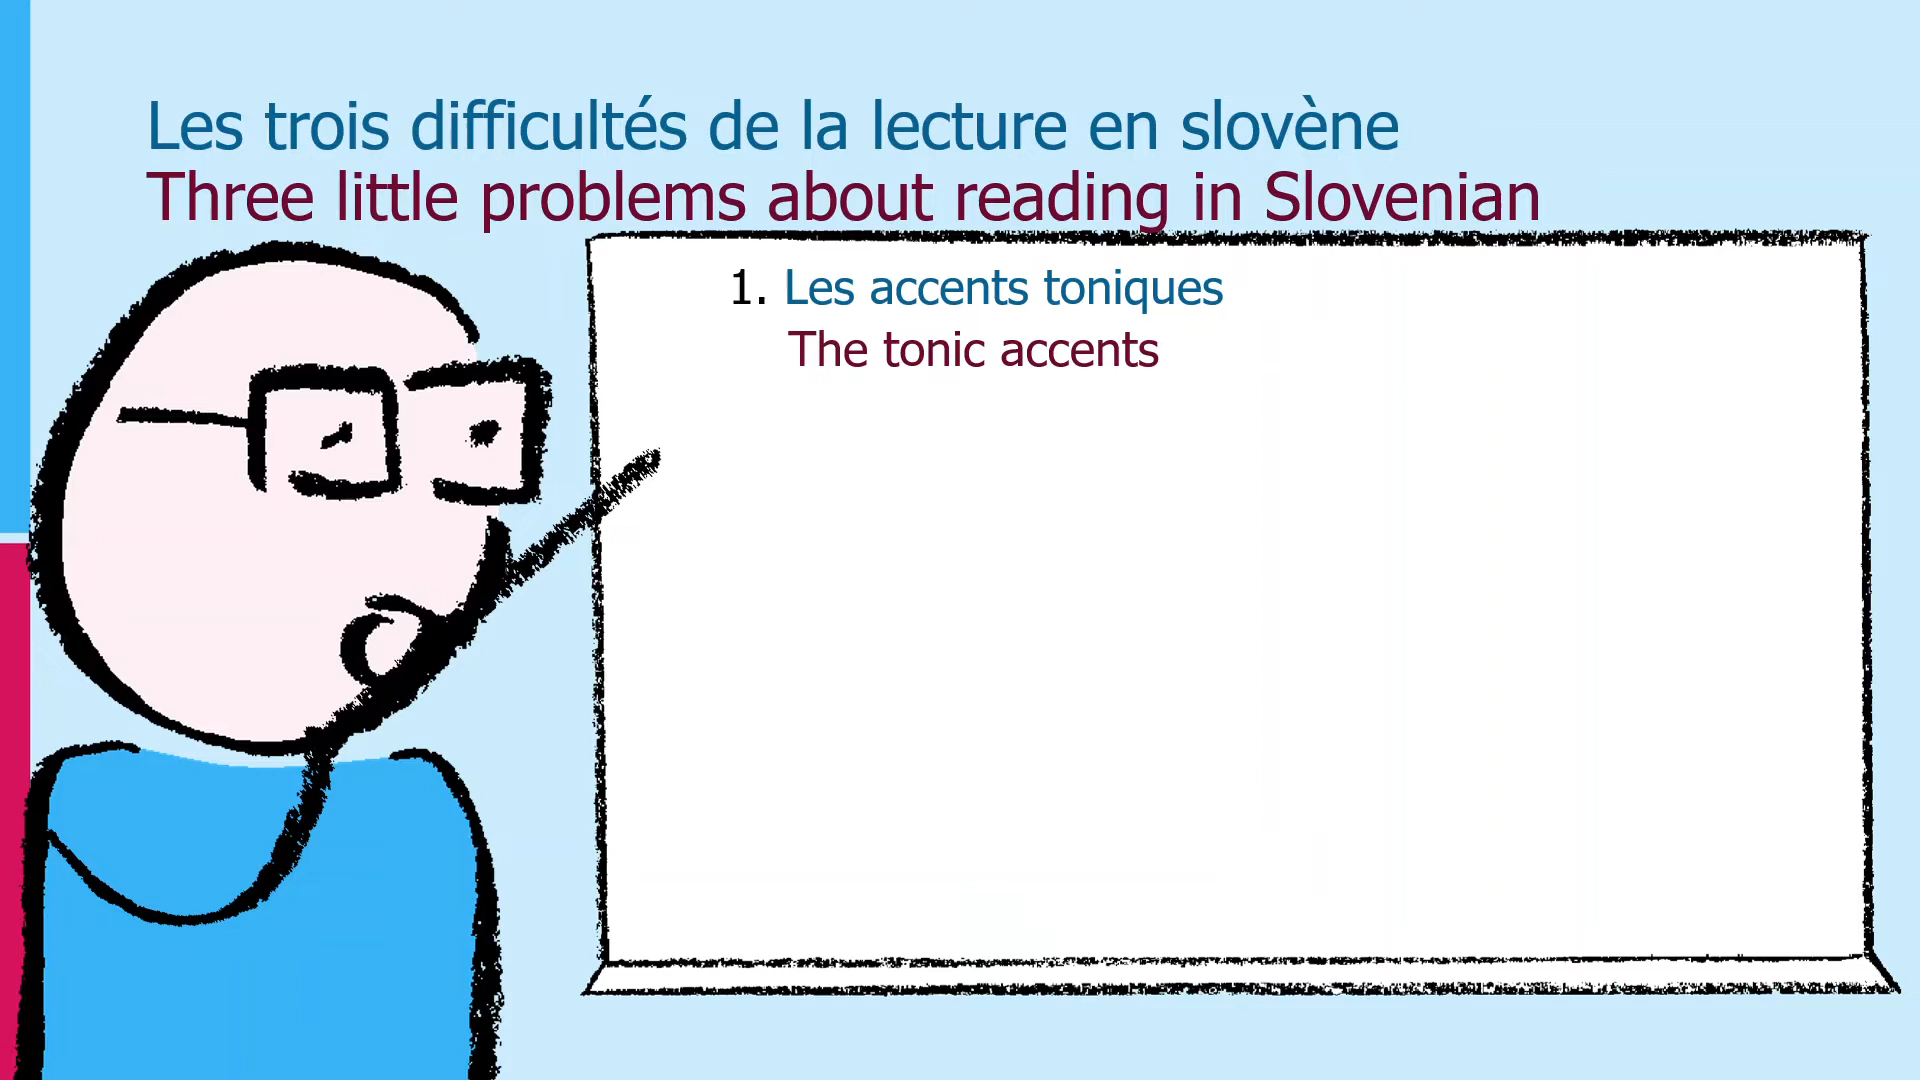 Les trois difficultés de la lecture en slovène
Three little problems about reading in Slovenian
1. Les accents toniques
The tonic accents